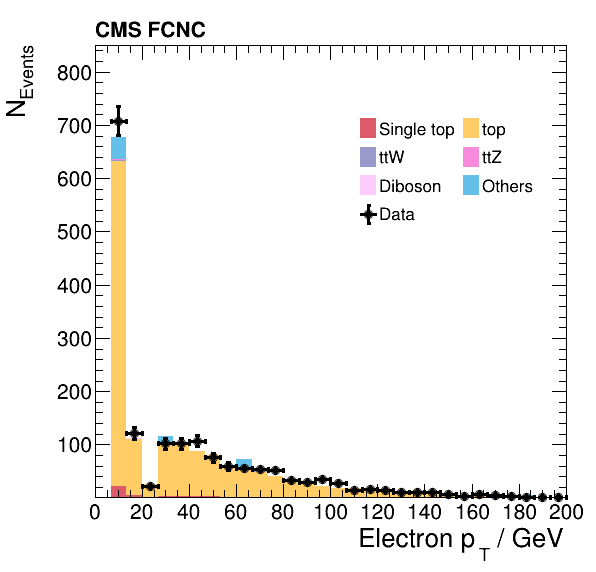 CMS FCNC
N_Events
800
700
600
500
400
300
200
100
Single top
top
ttW
ttZ
Diboson
Others
Data
0 20 40 60 80 100 120 140 160 180 200
Electron p_T / GeV